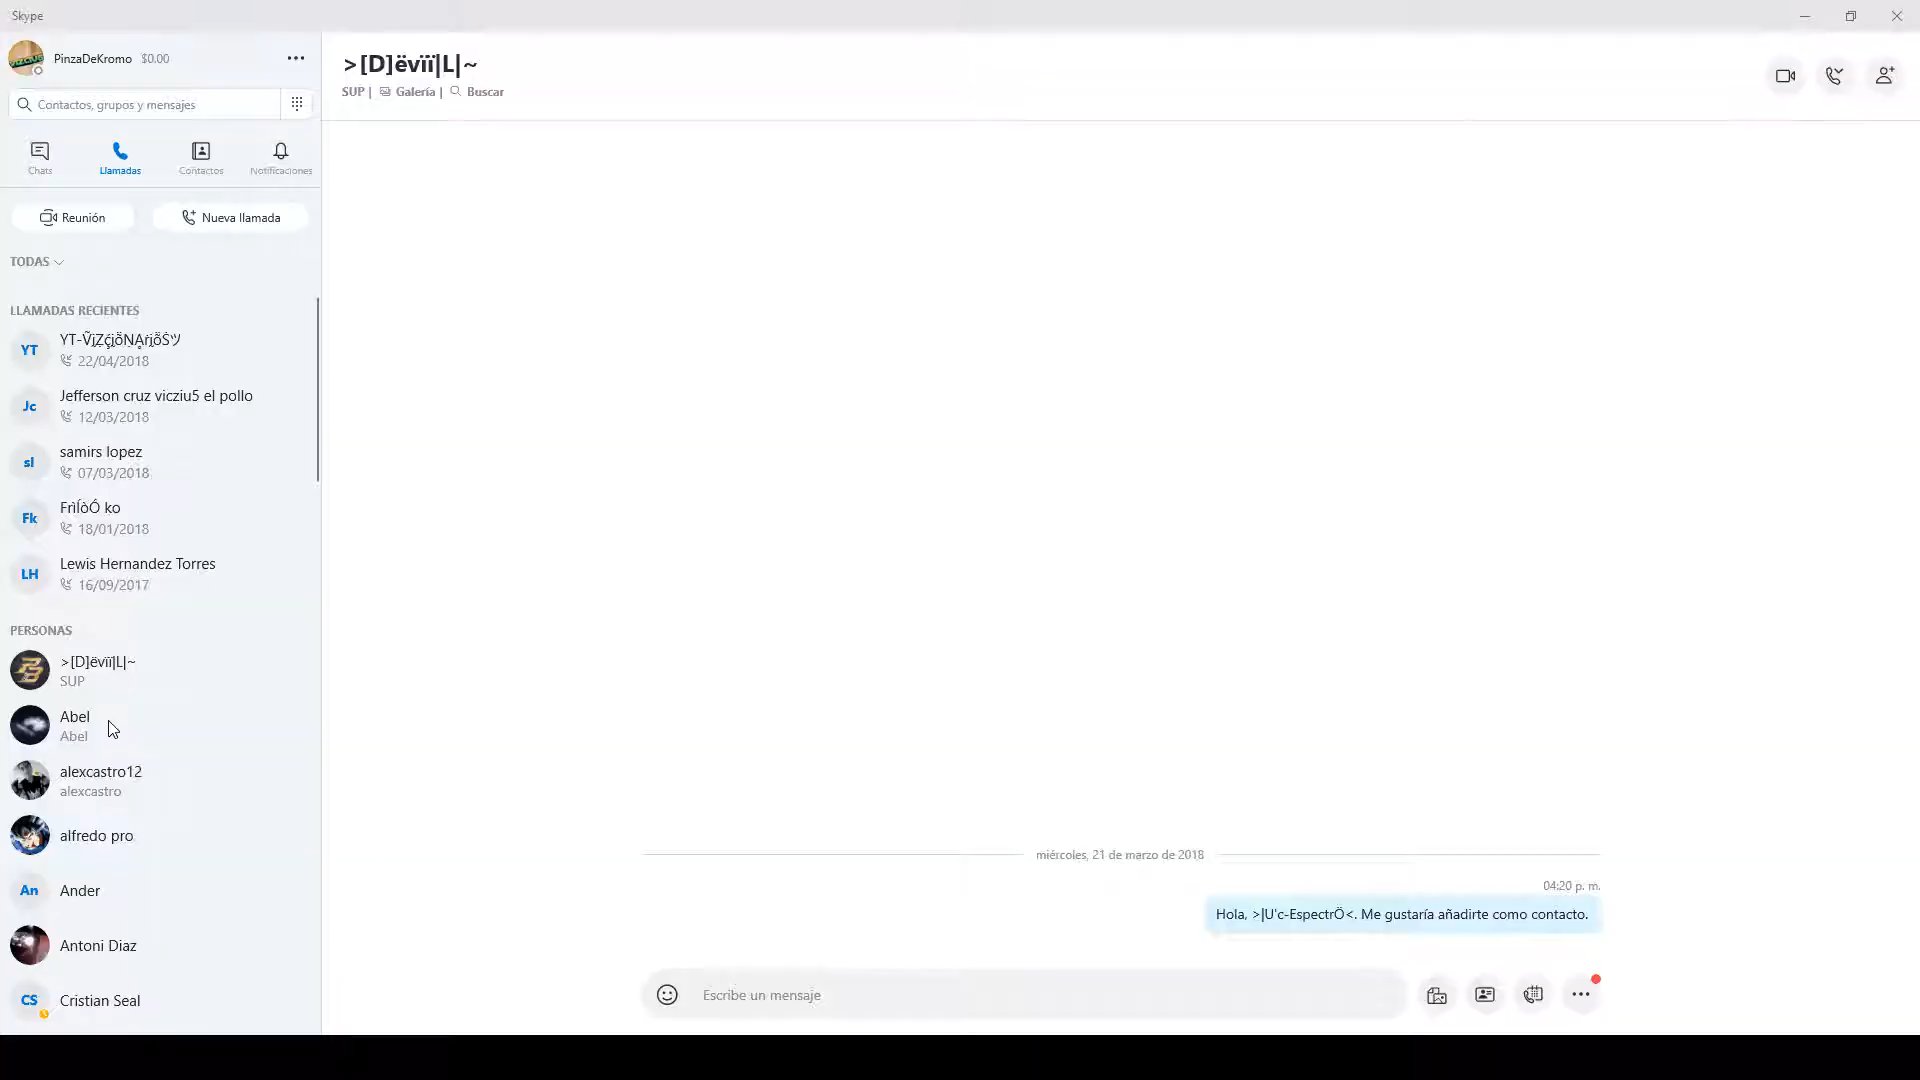 Skype
PinzaDeKromo $0.00
Contactos, grupos y mensajes
Chats
Llamadas
Contactos
Notificaciones
Reunión
Nueva llamada
TODAS
LLAMADAS RECIENTES
YT
22/04/2018
Jc
Jefferson cruz vicziu5 el pollo
12/03/2018
sl
samirs lopez
07/03/2018
Fk
FrìÍòÓ ko
18/01/2018
LH
Lewis Hernandez Torres
16/09/2017
PERSONAS
>[D]ëvïï|L|~
SUP
Abel
Abel
alexcastro12
alexcastro
alfredo pro
An
Ander
Antoni Diaz
CS
Cristian Seal
>[D]ëvïï|L|~
SUP | Galería | Buscar
miércoles, 21 de marzo de 2018
04:20 p. m.
Hola, >|U'c-EspectrÖ<. Me gustaría añadirte como contacto.
Escribe un mensaje